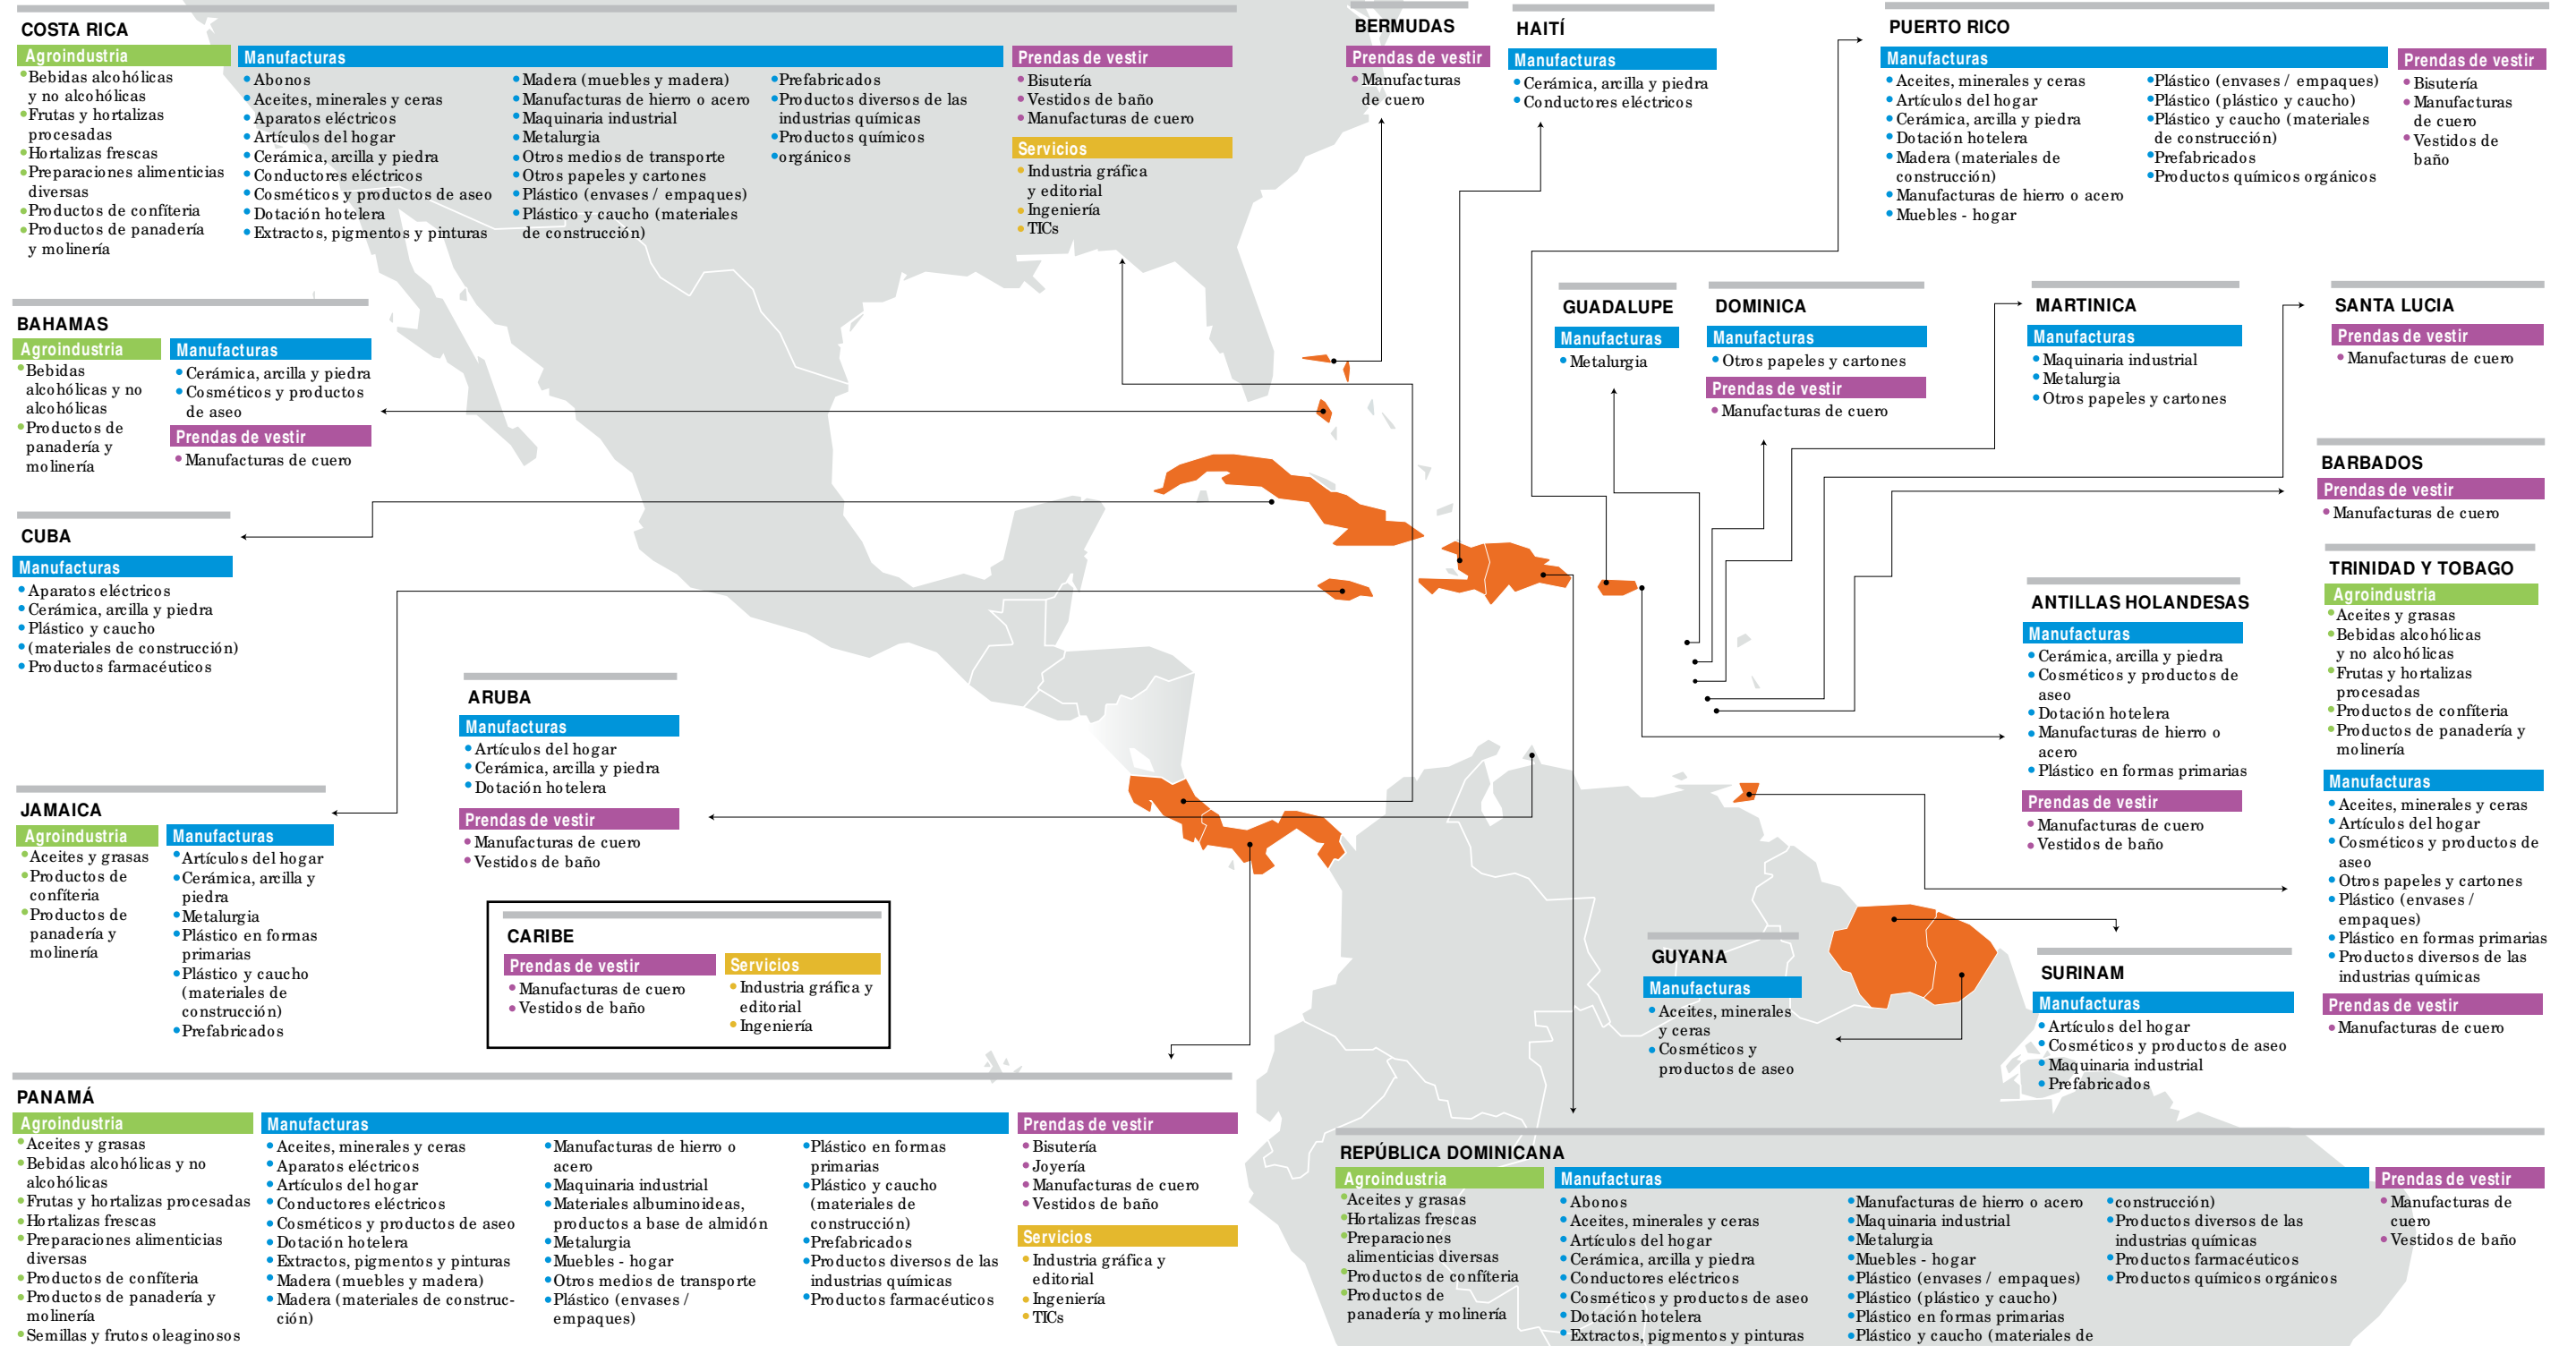 COSTA RICA
Agroindustria
Bebidas alcohólicas
y no alcohólicas
Frutas y hortalizas
procesadas
Hortalizas frescas
Preparaciones alimenticias
diversas
Productos de confíteria
Productos de panadería
y molinería
Manufacturas
Abonos
Aceites, minerales y ceras
Aparatos eléctricos
Artículos del hogar
Cerámica, arcilla y piedra
Conductores eléctricos
Cosméticos y productos de aseo
Dotación hotelera
Extractos, pigmentos y pinturas
Madera (muebles y madera)
Manufacturas de hierro o acero
Maquinaria industrial
Metalurgia
Otros medios de transporte
Otros papeles y cartones
Plástico (envases / empaques)
Plástico y caucho (materiales
de construcción)
Prefabricados
Productos diversos de las
industrias químicas
Productos químicos
orgánicos
Prendas de vestir
Bisutería
Vestidos de baño
Manufacturas de cuero
Servicios
Industria gráfica
y editorial
Ingeniería
TICs
BERMUDAS
Prendas de vestir
Manufacturas
de cuero
HAITÍ
Manufacturas
Cerámica, arcilla y piedra
Conductores eléctricos
PUERTO RICO
Manufacturas
Aceites, minerales y ceras
Artículos del hogar
Cerámica, arcilla y piedra
Dotación hotelera
Madera (materiales de
construcción)
Manufacturas de hierro o acero
Muebles - hogar
Plástico (envases / empaques)
Plástico (plástico y caucho)
Plástico y caucho (materiales
de construcción)
Prefabricados
Productos químicos orgánicos
Prendas de vestir
Bisutería
Manufacturas
de cuero
Vestidos de
baño
BAHAMAS
Agroindustria
Bebidas
alcohólicas y no
alcohólicas
Productos de
panadería y
molinería
Manufacturas
Cerámica, arcilla y piedra
Cosméticos y productos
de aseo
Prendas de vestir
Manufacturas de cuero
GUADALUPE
Manufacturas
Metalurgia
DOMINICA
Manufacturas
Otros papeles y cartones
Prendas de vestir
Manufacturas de cuero
MARTINICA
Manufacturas
Maquinaria industrial
Metalurgia
Otros papeles y cartones
SANTA LUCIA
Prendas de vestir
Manufacturas de cuero
BARBADOS
Prendas de vestir
Manufacturas de cuero
CUBA
Manufacturas
Aparatos eléctricos
Cerámica, arcilla y piedra
Plástico y caucho
(materiales de construcción)
Productos farmacéuticos
TRINIDAD Y TOBAGO
Agroindustria
Aceites y grasas
Bebidas alcohólicas
y no alcohólicas
Frutas y hortalizas
procesadas
Productos de confíteria
Productos de panadería y
molinería
Manufacturas
Aceites, minerales y ceras
Artículos del hogar
Cosméticos y productos de
aseo
Otros papeles y cartones
Plástico (envases /
empaques)
Plástico en formas primarias
Productos diversos de las
industrias químicas
Prendas de vestir
Manufacturas de cuero
ANTILLAS HOLANDESAS
Manufacturas
Cerámica, arcilla y piedra
Cosméticos y productos de
aseo
Dotación hotelera
Manufacturas de hierro o
acero
Plástico en formas primarias
Prendas de vestir
Manufacturas de cuero
Vestidos de baño
ARUBA
Manufacturas
Artículos del hogar
Cerámica, arcilla y piedra
Dotación hotelera
Prendas de vestir
Manufacturas de cuero
Vestidos de baño
JAMAICA
Agroindustria
Aceites y grasas
Productos de
confíteria
Productos de
panadería y
molinería
Manufacturas
Artículos del hogar
Cerámica, arcilla y
piedra
Metalurgia
Plástico en formas
primarias
Plástico y caucho
(materiales de
construcción)
Prefabricados
CARIBE
Prendas de vestir
Manufacturas de cuero
Vestidos de baño
Servicios
Industria gráfica y
editorial
Ingeniería
GUYANA
Manufacturas
Aceites, minerales
y ceras
Cosméticos y
productos de aseo
SURINAM
Manufacturas
Artículos del hogar
Cosméticos y productos de aseo
Maquinaria industrial
Prefabricados
PANAMÁ
Agroindustria
Aceites y grasas
Bebidas alcohólicas y no
alcohólicas
Frutas y hortalizas procesadas
Hortalizas frescas
Preparaciones alimenticias
diversas
Productos de confíteria
Productos de panadería y
molinería
Semillas y frutos oleaginosos
Manufacturas
Aceites, minerales y ceras
Aparatos eléctricos
Artículos del hogar
Conductores eléctricos
Cosméticos y productos de aseo
Dotación hotelera
Extractos, pigmentos y pinturas
Madera (muebles y madera)
Madera (materiales de construc-
ción)
Manufacturas de hierro o
acero
Maquinaria industrial
Materiales albuminoideas,
productos a base de almidón
Metalurgia
Muebles - hogar
Otros medios de transporte
Plástico (envases /
empaques)
Plástico en formas
primarias
Plástico y caucho
(materiales de
construcción)
Prefabricados
Productos diversos de las
industrias químicas
Productos farmacéuticos
Prendas de vestir
Bisutería
Joyería
Manufacturas de cuero
Vestidos de baño
Servicios
Industria gráfica y
editorial
Ingeniería
TICs
REPÚBLICA DOMINICANA
Agroindustria
Aceites y grasas
Hortalizas frescas
Preparaciones
alimenticias diversas
Productos de confíteria
Productos de
panadería y molinería
Manufacturas
Abonos
Aceites, minerales y ceras
Artículos del hogar
Cerámica, arcilla y piedra
Conductores eléctricos
Cosméticos y productos de aseo
Dotación hotelera
Extractos, pigmentos y pinturas
Manufacturas de hierro o acero
Maquinaria industrial
Metalurgia
Muebles - hogar
Plástico (envases / empaques)
Plástico (plástico y caucho)
Plástico en formas primarias
Plástico y caucho (materiales de
construcción)
Productos diversos de las
industrias químicas
Productos farmacéuticos
Productos químicos orgánicos
Prendas de vestir
Manufacturas de
cuero
Vestidos de baño